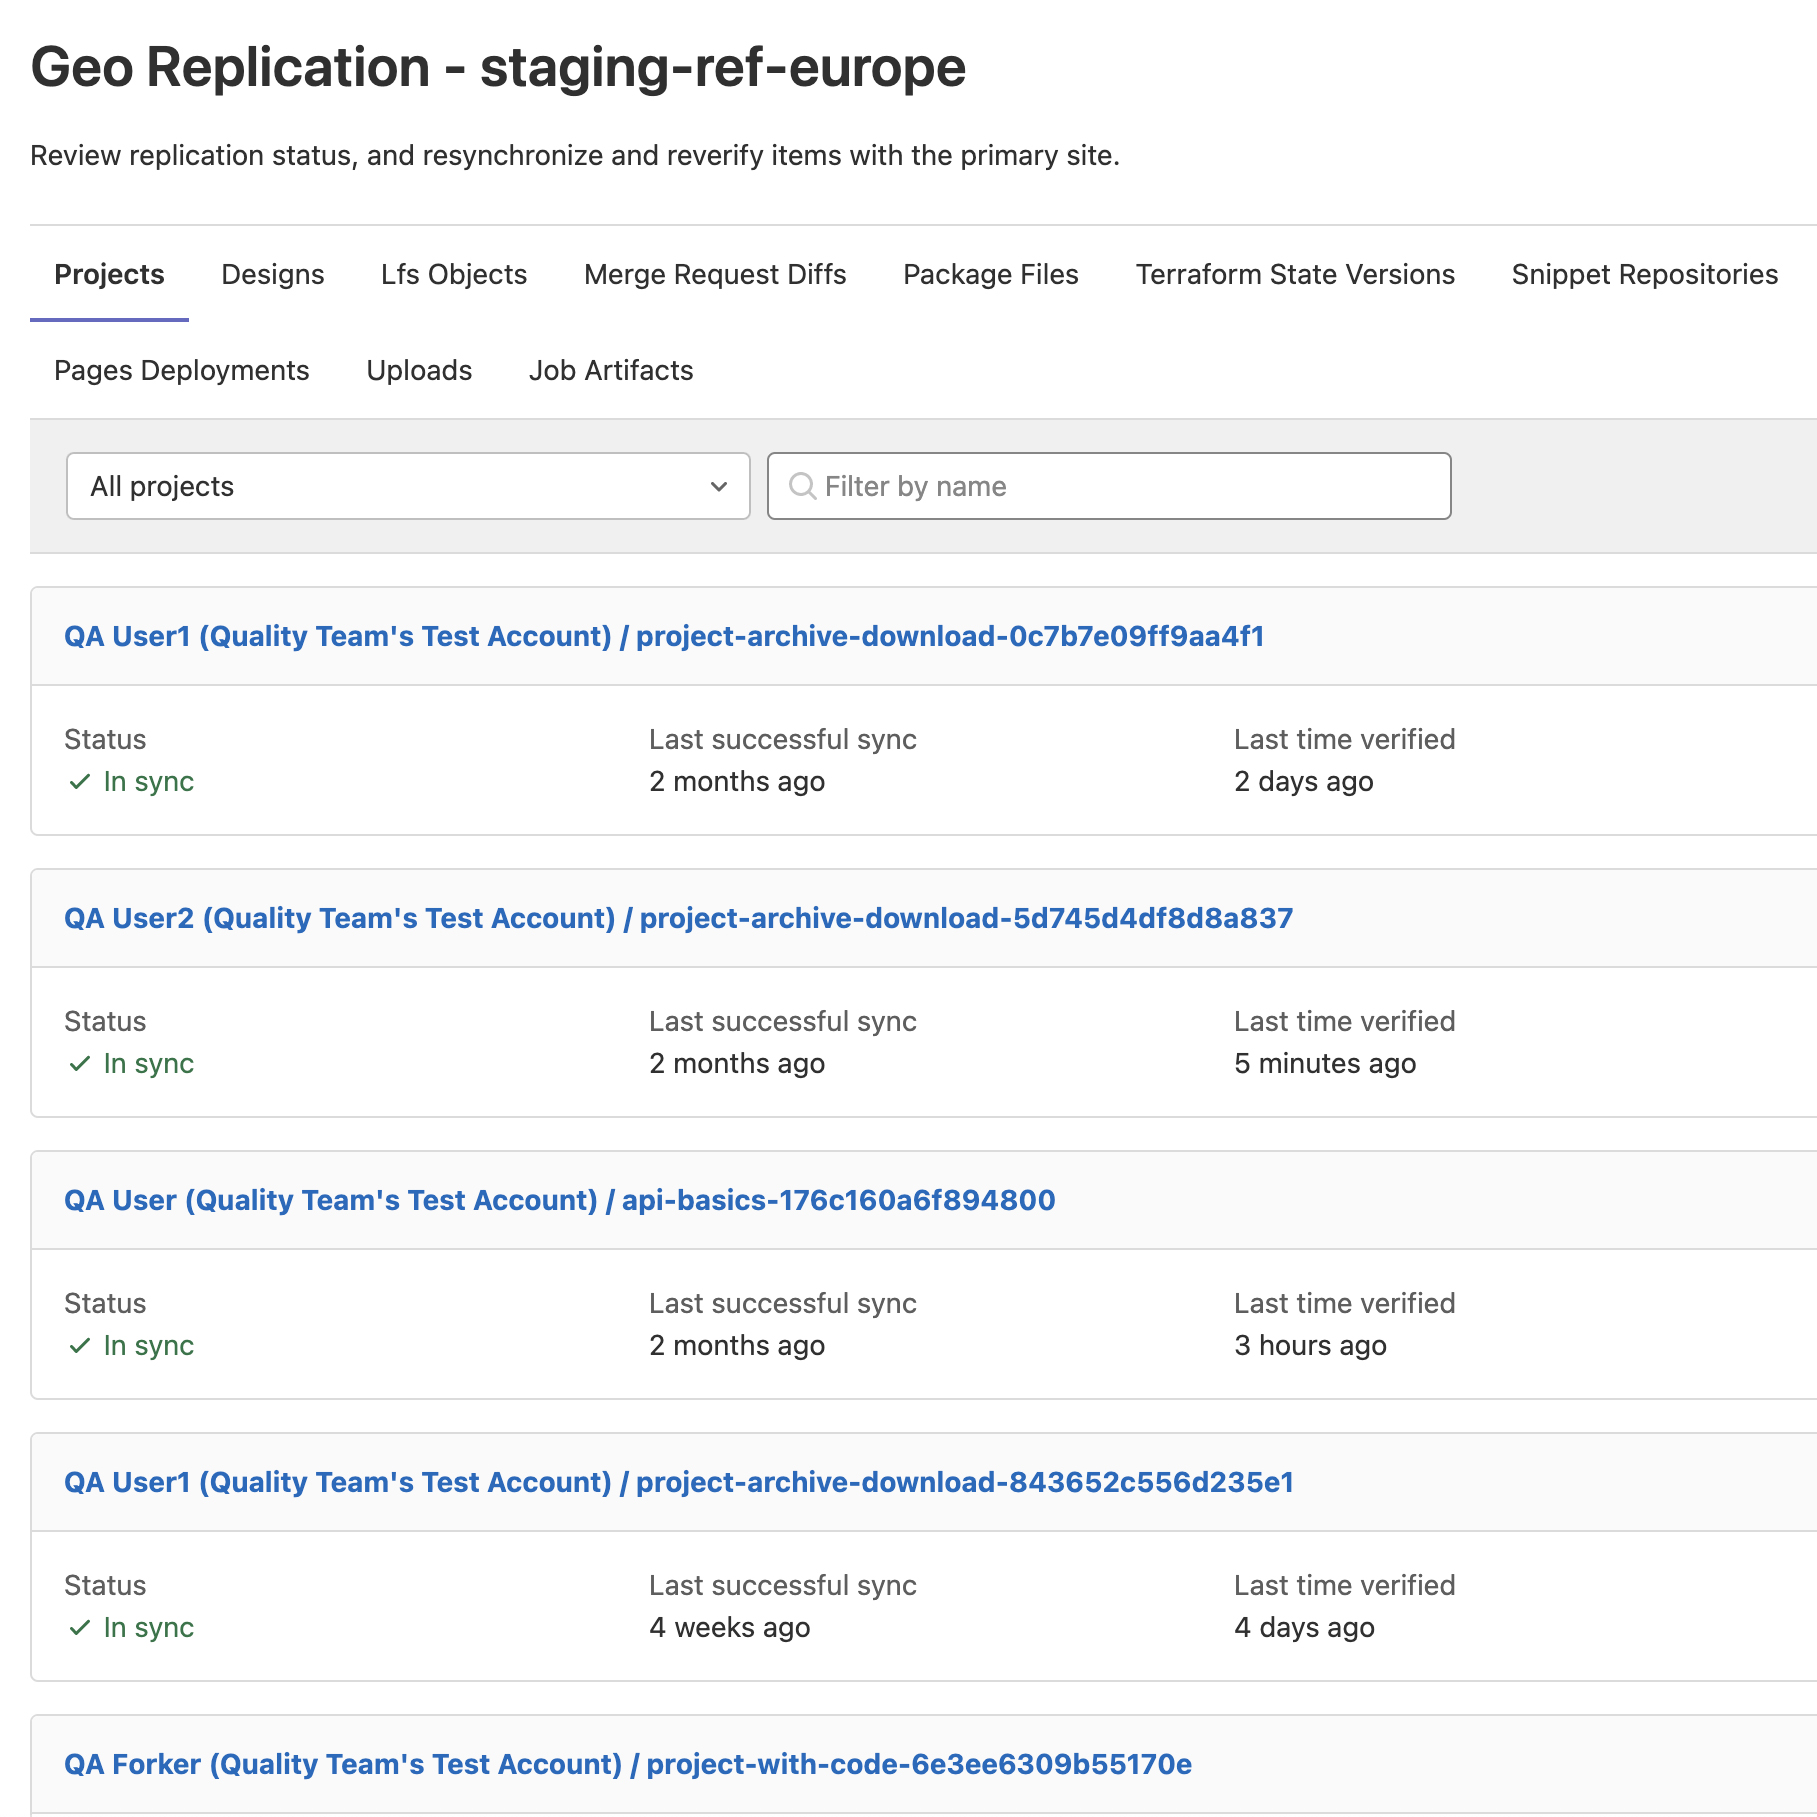 Geo Replication - staging-ref-europe
Review replication status, and resynchronize and reverify items with the primary site.
Projects Designs Lfs Objects Merge Request Diffs Package Files Terraform State Versions Snippet Repositories
Pages Deployments Uploads Job Artifacts
All projects Filter by name
QA User1 (Quality Team's Test Account) / project-archive-download-0c7b7e09ff9aa4f1
Status Last successful sync Last time verified
In sync 2 months ago 2 days ago
QA User2 (Quality Team's Test Account) / project-archive-download-5d745d4df8d8a837
Status Last successful sync Last time verified
In sync 2 months ago 5 minutes ago
QA User (Quality Team's Test Account) / api-basics-176c160a6f894800
Status Last successful sync Last time verified
In sync 2 months ago 3 hours ago
QA User1 (Quality Team's Test Account) / project-archive-download-843652c556d235e1
Status Last successful sync Last time verified
In sync 4 weeks ago 4 days ago
QA Forker (Quality Team's Test Account) / project-with-code-6e3ee6309b55170e